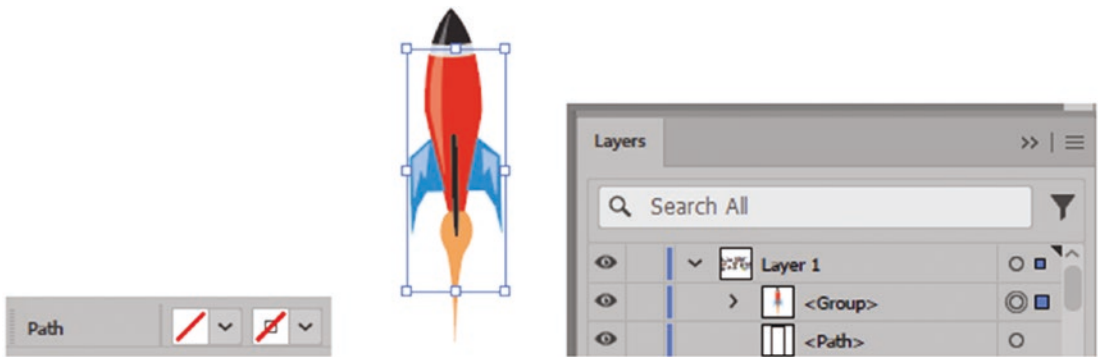 Path
Layers
Search All
Layer 1
<Group>
<Path>